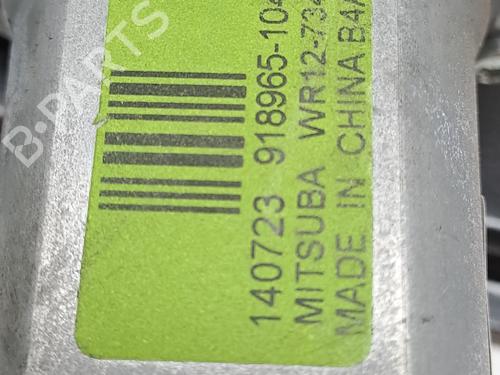 140723 918965-104
MITSUBA WR12-734
MADE IN CHINA B4A
B-PARTS